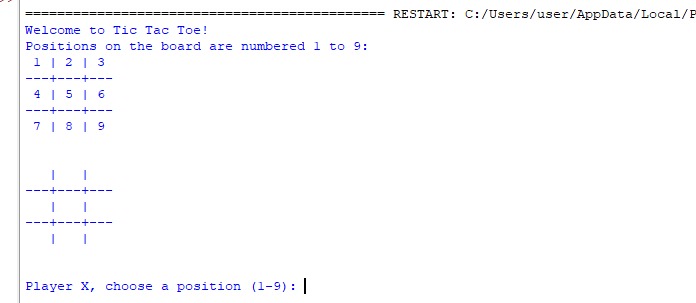 ============================================ RESTART: C:/Users/user/AppData/Local/P
Welcome to Tic Tac Toe!
Positions on the board are numbered 1 to 9:
 1 | 2 | 3
---+---+---
 4 | 5 | 6
---+---+---
 7 | 8 | 9
   |   |
---+---+---
   |   |
---+---+---
   |   |
Player X, choose a position (1-9):